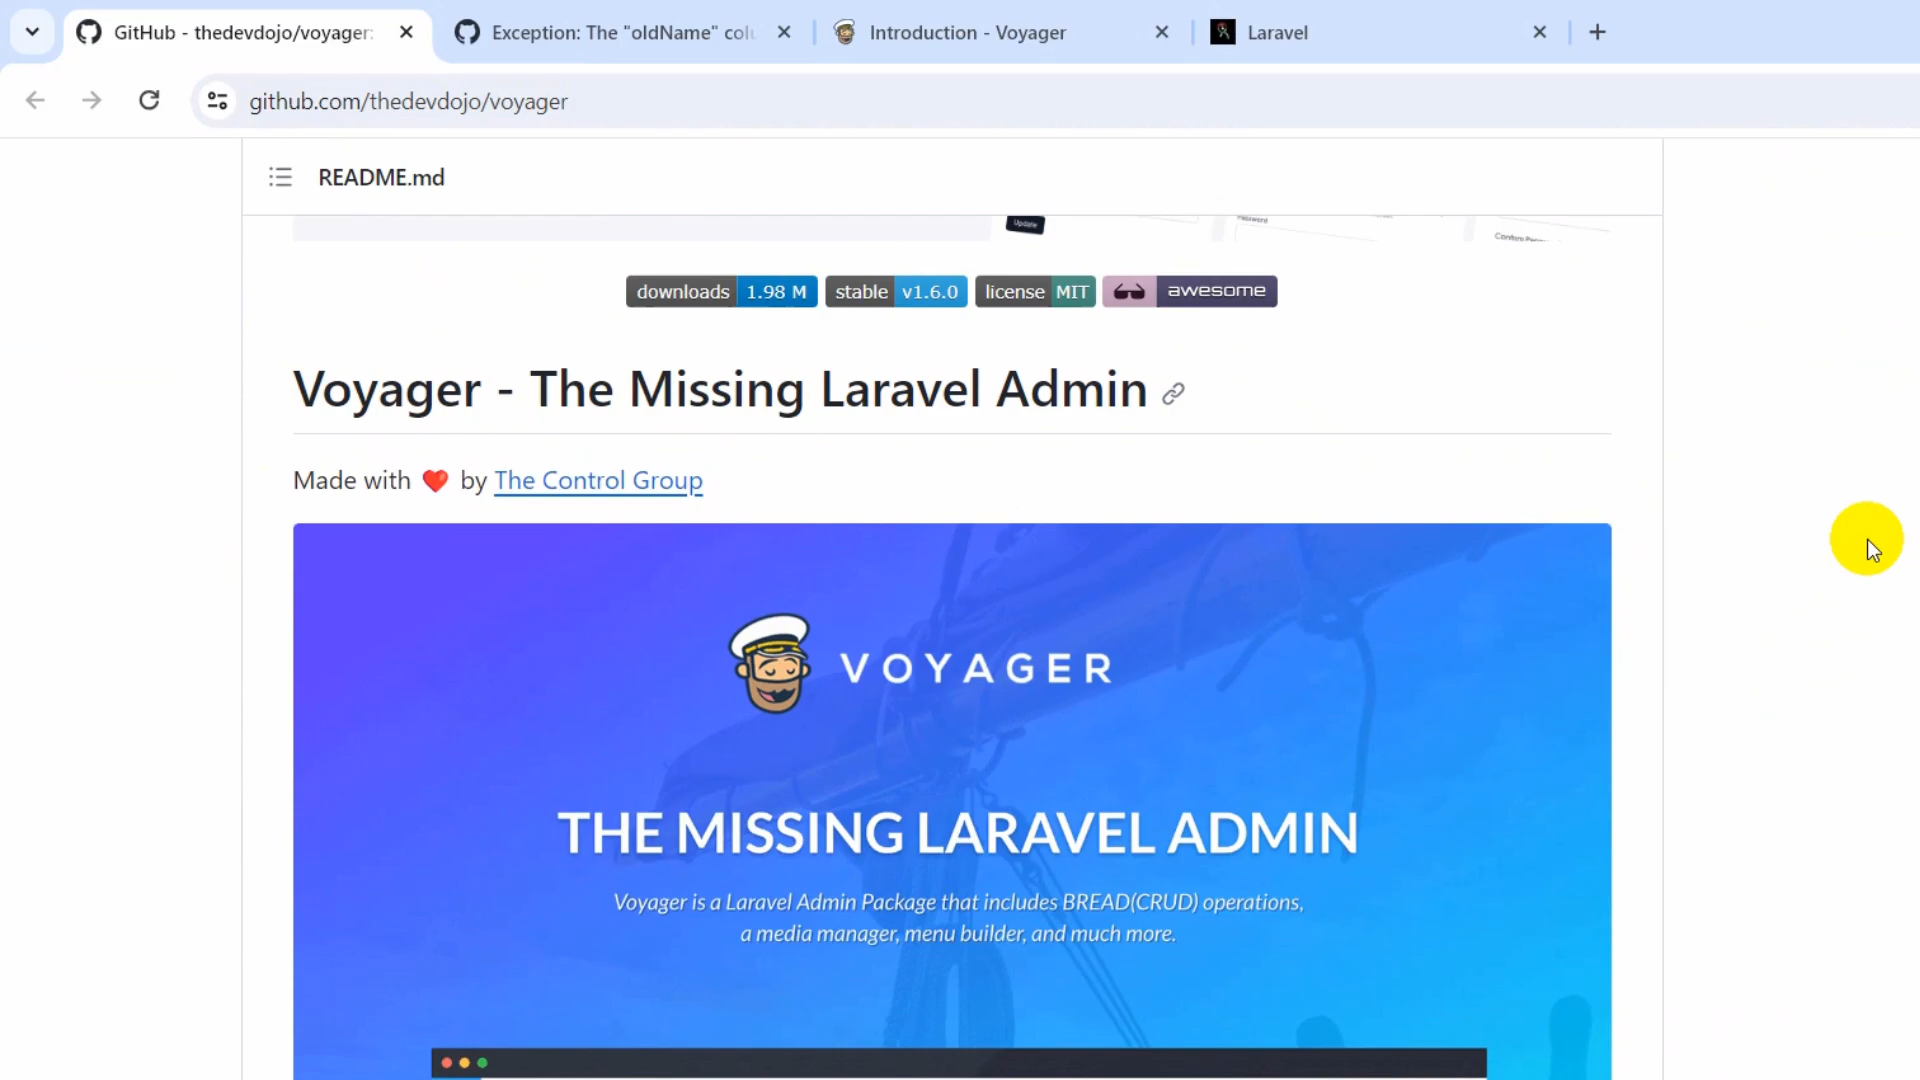 GitHub - thedevdojo/voyager:
Exception: The "oldName" colu
Introduction - Voyager
Laravel
github.com/thedevdojo/voyager
README.md
Update
Password
downloads 1.98 M stable v1.6.0 license MIT awesome
Voyager - The Missing Laravel Admin
Made with ❤️ by The Control Group
VOYAGER
THE MISSING LARAVEL ADMIN
Voyager is a Laravel Admin Package that includes BREAD(CRUD) operations,
a media manager, menu builder, and much more.